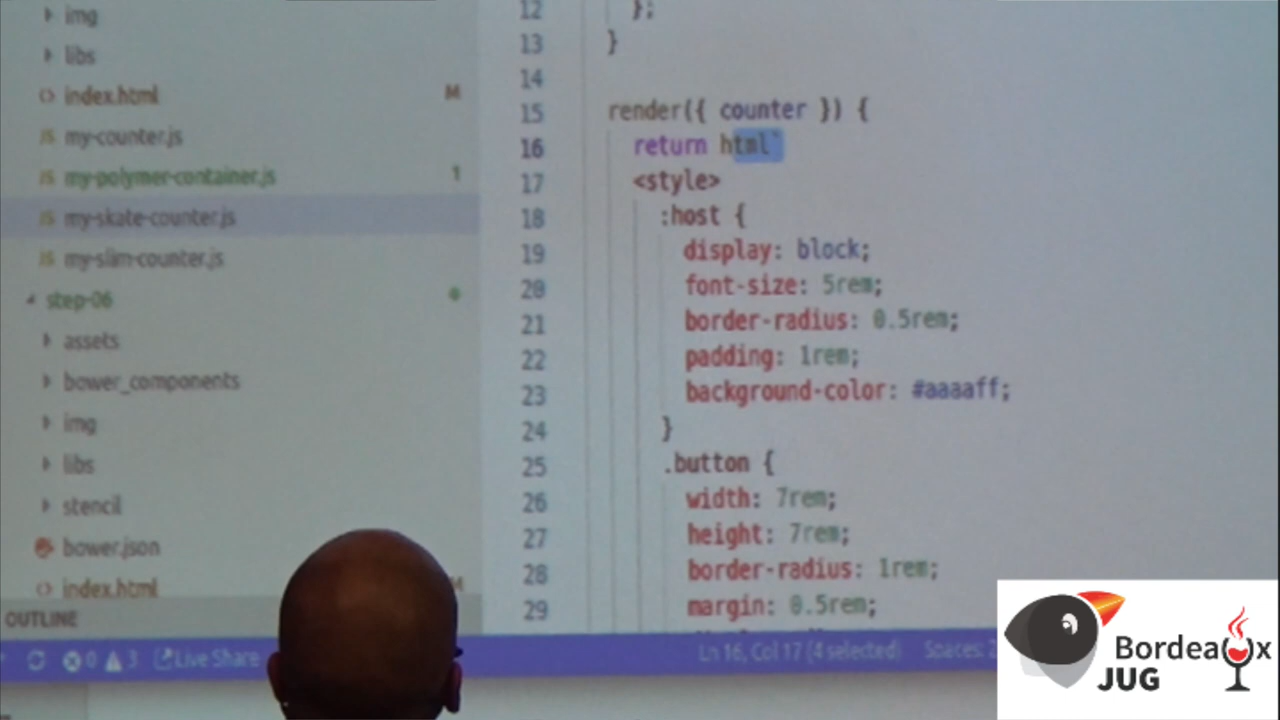 img
libs
index.html M
my-counter.js
my-polymer-container.js 1
my-skate-counter.js
my-slim-counter.js
step-06
assets
bower_components
img
libs
stencil
bower.json
index.html M
OUTLINE
12 };
13 }
14
15 render({ counter }) {
16 return html`
17 <style>
18 :host {
19 display: block;
20 font-size: 5rem;
21 border-radius: 0.5rem;
22 padding: 1rem;
23 background-color: #aaaaff;
24 }
25 .button {
26 width: 7rem;
27 height: 7rem;
28 border-radius: 1rem;
29 margin: 0.5rem;
0 3 Live Share Ln 16, Col 17 (4 selected) Spaces: 2
Bordeaux
JUG